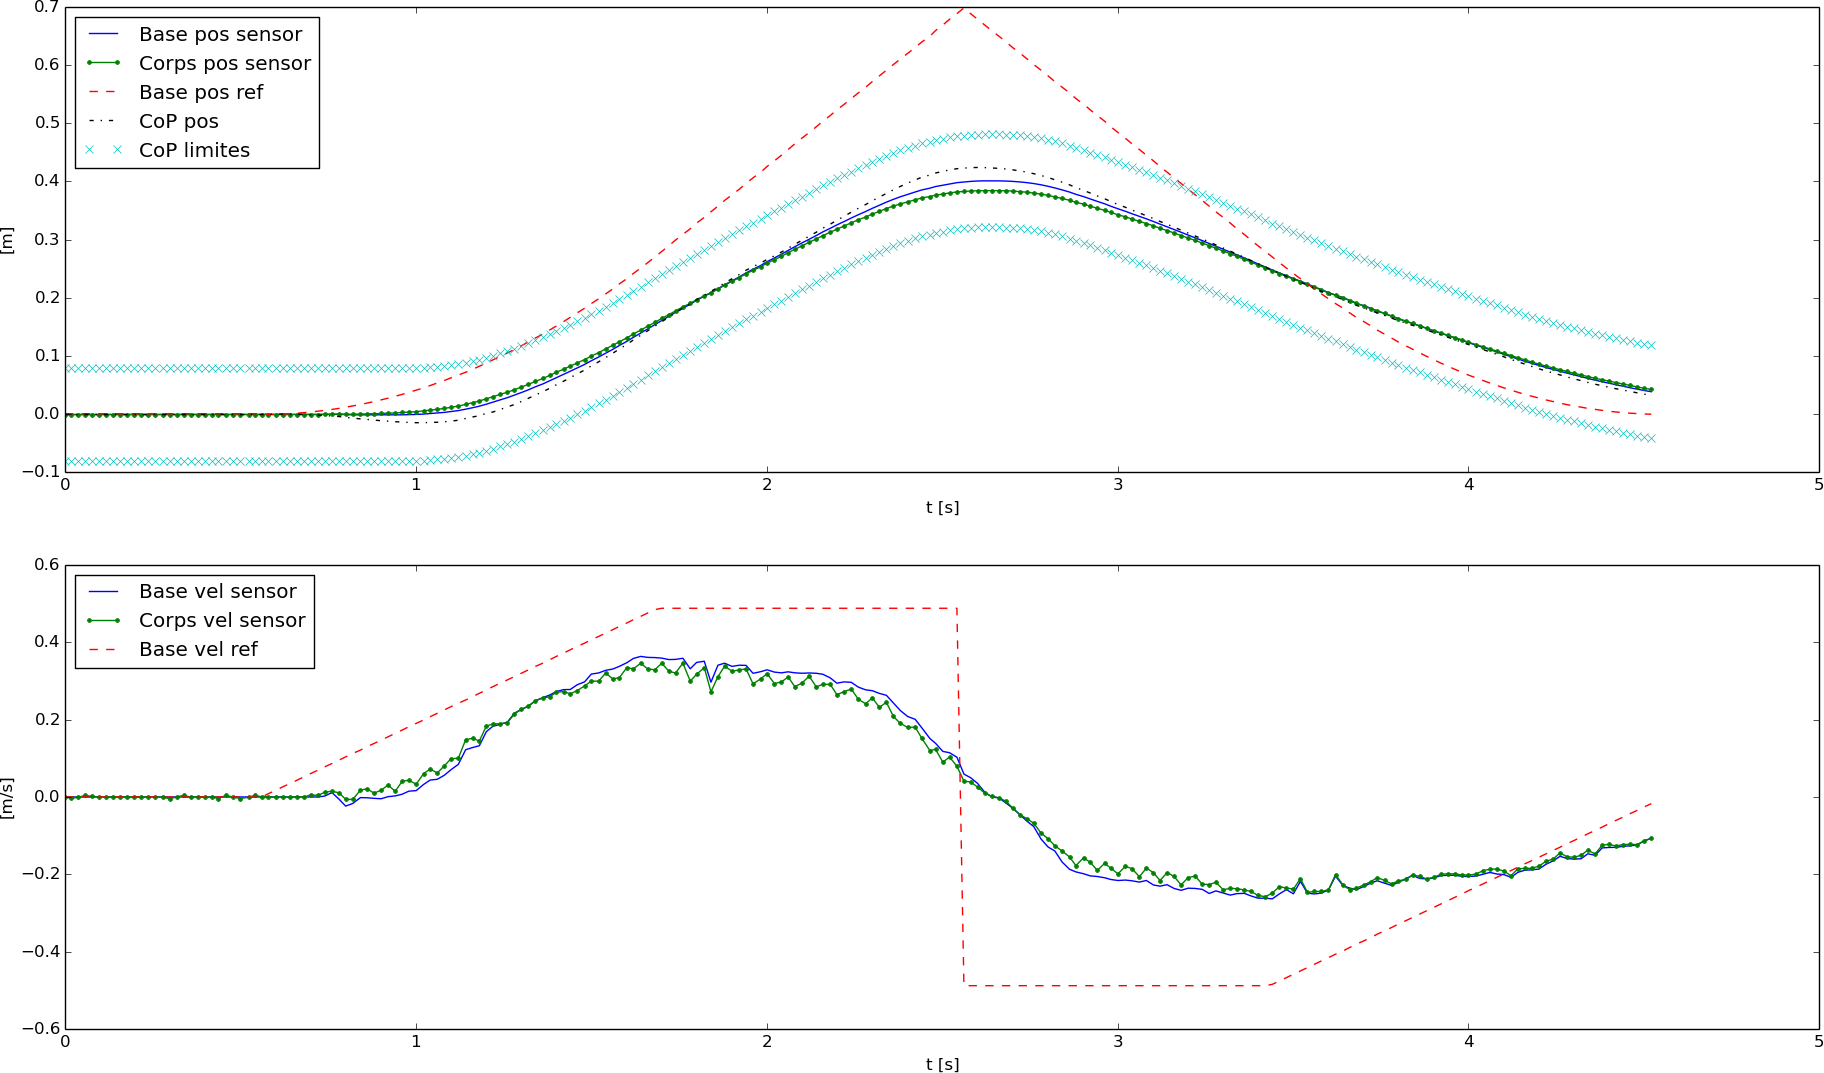 0.7
0.6
0.5
0.4
0.3
0.2
0.1
0.0
−0.1
[m]
Base pos sensor
Corps pos sensor
Base pos ref
CoP pos
CoP limites
0 1 2 3 4 5
t [s]
0.6
0.4
0.2
0.0
−0.2
−0.4
−0.6
[m/s]
Base vel sensor
Corps vel sensor
Base vel ref
0 1 2 3 4 5
t [s]